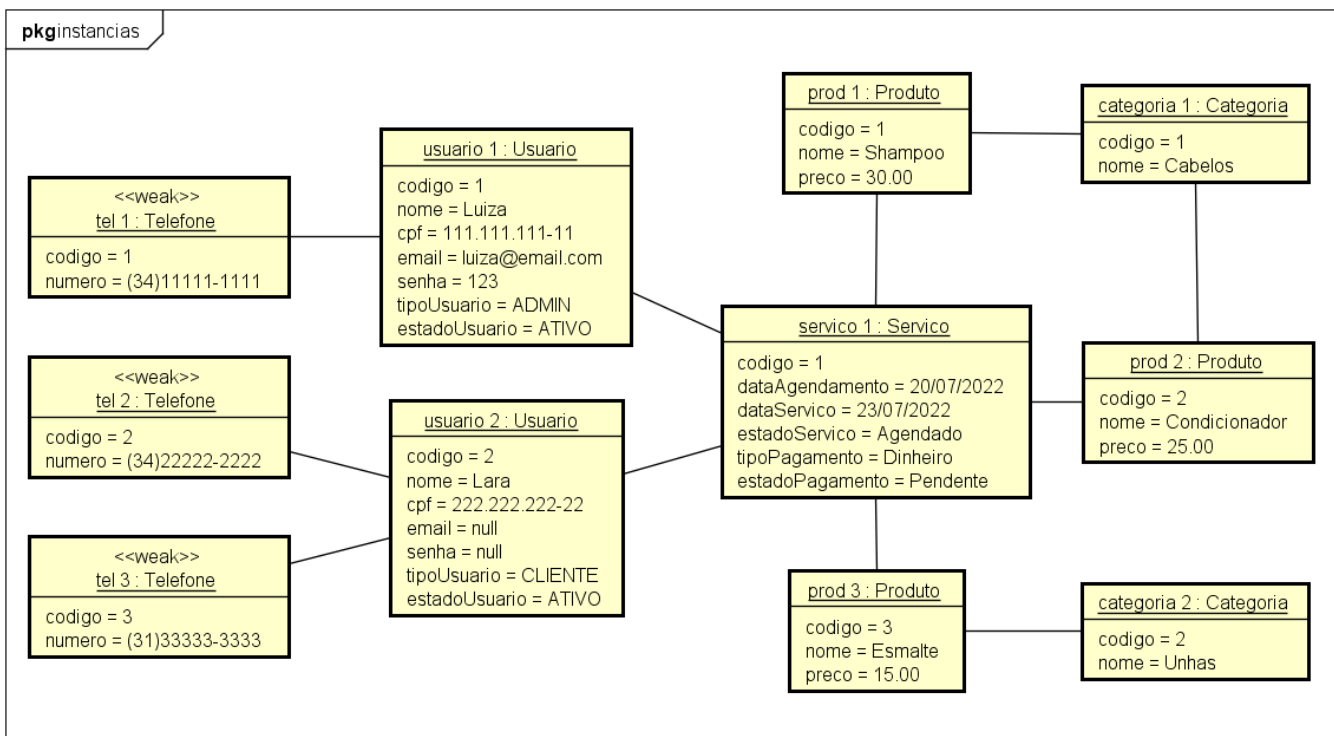 pkginstancias
<<weak>>
tel 1 : Telefone
codigo = 1
numero = (34)11111-1111
<<weak>>
tel 2 : Telefone
codigo = 2
numero = (34)22222-2222
<<weak>>
tel 3 : Telefone
codigo = 3
numero = (31)33333-3333
usuario 1 : Usuario
codigo = 1
nome = Luiza
cpf = 111.111.111-11
email = luiza@email.com
senha = 123
tipoUsuario = ADMIN
estadoUsuario = ATIVO
usuario 2 : Usuario
codigo = 2
nome = Lara
cpf = 222.222.222-22
email = null
senha = null
tipoUsuario = CLIENTE
estadoUsuario = ATIVO
servico 1 : Servico
codigo = 1
dataAgendamento = 20/07/2022
dataServico = 23/07/2022
estadoServico = Agendado
tipoPagamento = Dinheiro
estadoPagamento = Pendente
prod 1 : Produto
codigo = 1
nome = Shampoo
preco = 30.00
categoria 1 : Categoria
codigo = 1
nome = Cabelos
prod 2 : Produto
codigo = 2
nome = Condicionador
preco = 25.00
prod 3 : Produto
codigo = 3
nome = Esmalte
preco = 15.00
categoria 2 : Categoria
codigo = 2
nome = Unhas